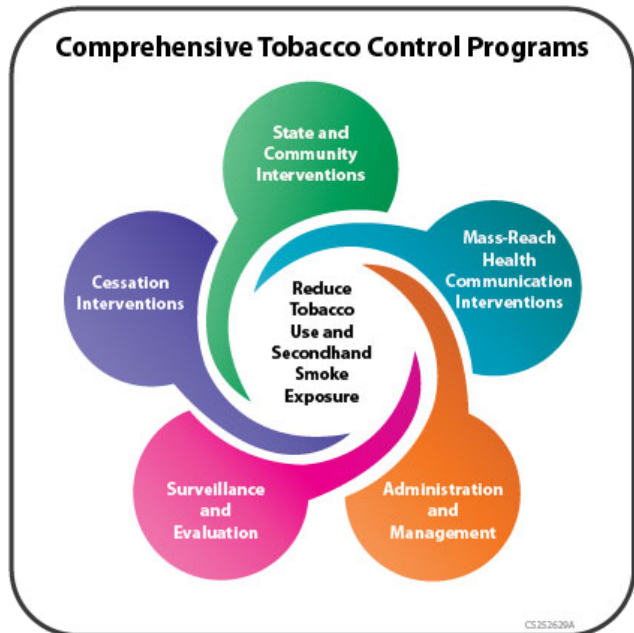 Comprehensive Tobacco Control Programs
State and
Community
Interventions
Mass-Reach
Health
Communication
Interventions
Cessation
Interventions
Reduce
Tobacco
Use and
Secondhand
Smoke
Exposure
Surveillance
and
Evaluation
Administration
and
Management
CS252629A